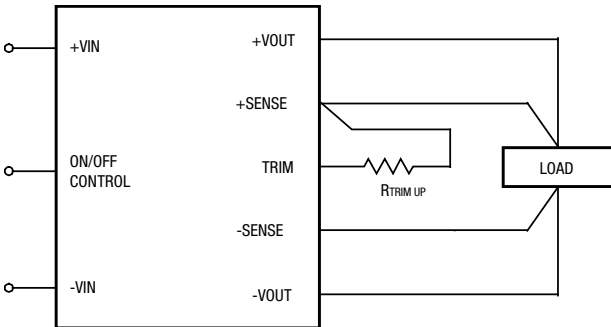 +VOUT
+VIN
+SENSE
ON/OFF
CONTROL
TRIM
LOAD
RTRIM UP
-SENSE
-VIN
-VOUT